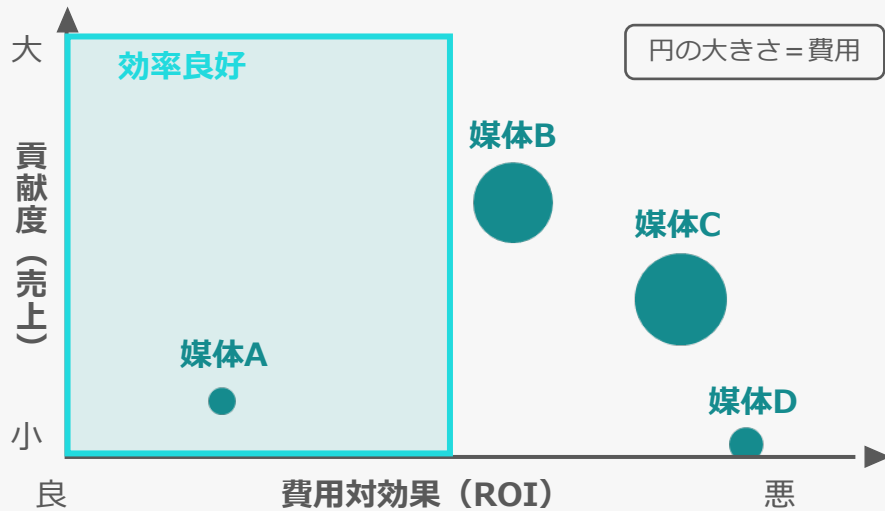 大
効率良好
円の大きさ＝費用
媒体B
貢献度（売上）
媒体C
媒体A
媒体D
小
良
費用対効果（ROI）
悪